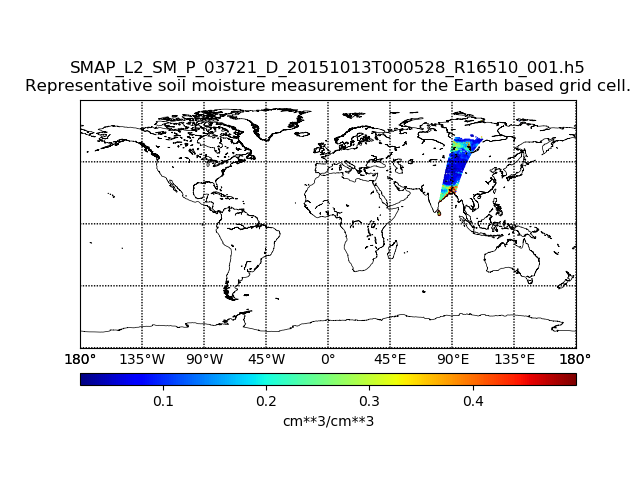 SMAP_L2_SM_P_03721_D_20151013T000528_R16510_001.h5
Representative soil moisture measurement for the Earth based grid cell.
180° 135°W 90°W 45°W 0° 45°E 90°E 135°E 180°
0.1 0.2 0.3 0.4
cm**3/cm**3